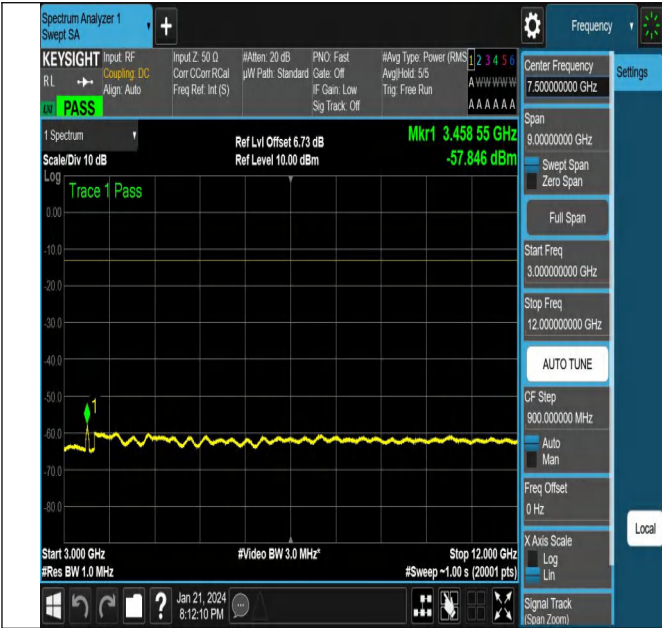 Spectrum Analyzer 1
Swept SA
+
Frequency
KEYSIGHT
RL
LXI
PASS
Input: RF
Coupling: DC
Align: Auto
Input Z: 50 Ω
Corr CCorr RCal
Freq Ref: Int (S)
#Atten: 20 dB
µW Path: Standard
PNO: Fast
Gate: Off
IF Gain: Low
Sig Track: Off
#Avg Type: Power (RMS
Avg|Hold: 5/5
Trig: Free Run
1 2 3 4 5 6
A W W W W W
A A A A A A
1 Spectrum
Scale/Div 10 dB
Ref Lvl Offset 6.73 dB
Ref Level 10.00 dBm
Mkr1 3.458 55 GHz
-57.846 dBm
Log
Trace 1 Pass
0.00
-10.0
-20.0
-30.0
-40.0
-50.0
-60.0
-70.0
-80.0
1
Start 3.000 GHz
#Res BW 1.0 MHz
#Video BW 3.0 MHz*
Stop 12.000 GHz
#Sweep ~1.00 s (20001 pts)
?
Jan 21, 2024
8:12:10 PM
Center Frequency
7.500000000 GHz
Settings
Span
9.00000000 GHz
Swept Span
Zero Span
Full Span
Start Freq
3.000000000 GHz
Stop Freq
12.000000000 GHz
AUTO TUNE
CF Step
900.000000 MHz
Auto
Man
Freq Offset
0 Hz
Local
X Axis Scale
Log
Lin
Signal Track
(Span Zoom)